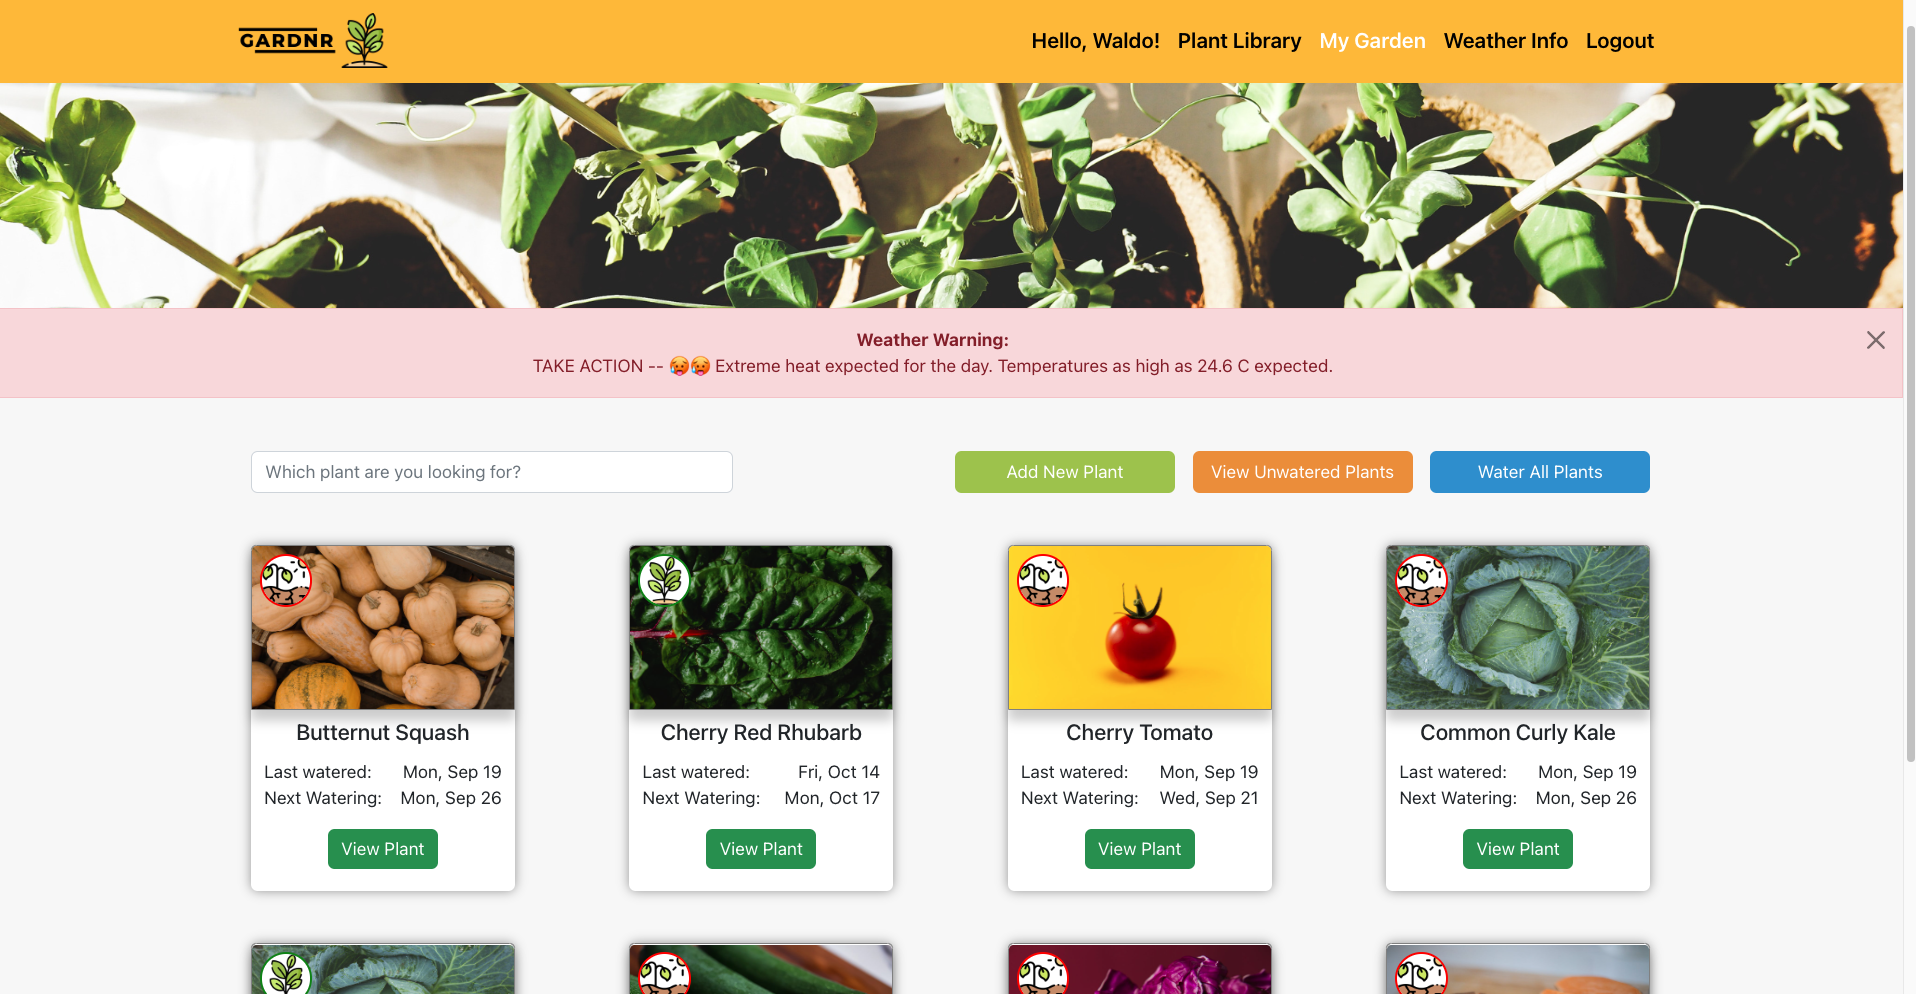 GARDNR
Hello, Waldo! Plant Library My Garden Weather Info Logout
Weather Warning:
TAKE ACTION -- 🥵🥵 Extreme heat expected for the day. Temperatures as high as 24.6 C expected.
Which plant are you looking for?
Add New Plant
View Unwatered Plants
Water All Plants
Butternut Squash
Last watered: Mon, Sep 19
Next Watering: Mon, Sep 26
View Plant
Cherry Red Rhubarb
Last watered: Fri, Oct 14
Next Watering: Mon, Oct 17
View Plant
Cherry Tomato
Last watered: Mon, Sep 19
Next Watering: Wed, Sep 21
View Plant
Common Curly Kale
Last watered: Mon, Sep 19
Next Watering: Mon, Sep 26
View Plant